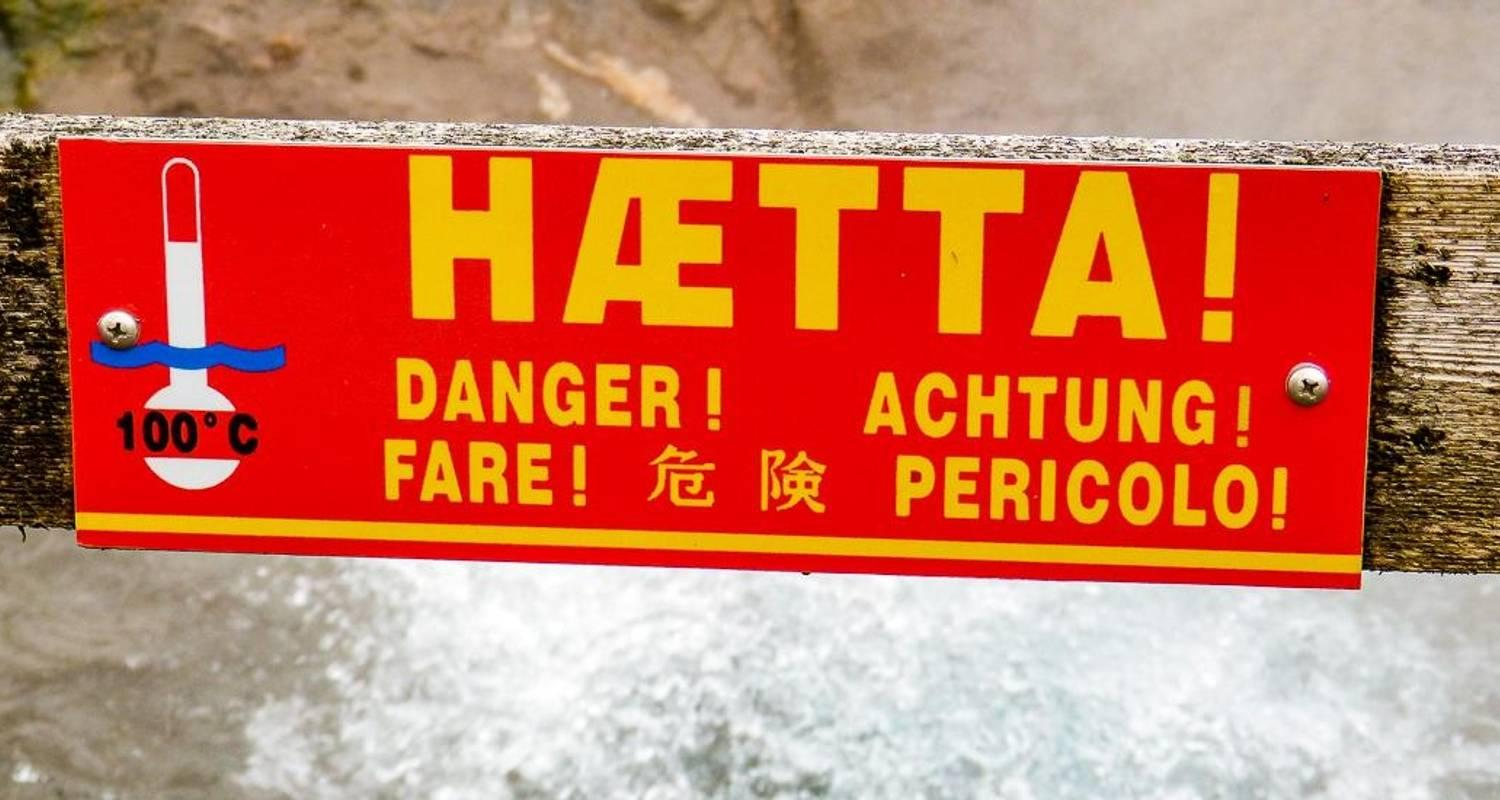 HÆTTA!
DANGER! ACHTUNG!
FARE! 危険 PERICOLO!
100°C